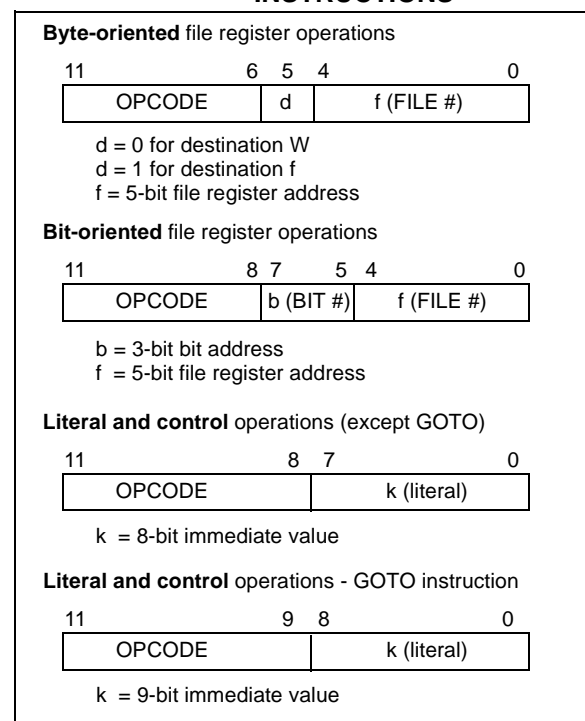 INSTRUCTIONS
Byte-oriented file register operations
11 6 5 4 0
OPCODE d f (FILE #)
d = 0 for destination W
d = 1 for destination f
f = 5-bit file register address
Bit-oriented file register operations
11 8 7 5 4 0
OPCODE b (BIT #) f (FILE #)
b = 3-bit bit address
f = 5-bit file register address
Literal and control operations (except GOTO)
11 8 7 0
OPCODE k (literal)
k = 8-bit immediate value
Literal and control operations - GOTO instruction
11 9 8 0
OPCODE k (literal)
k = 9-bit immediate value